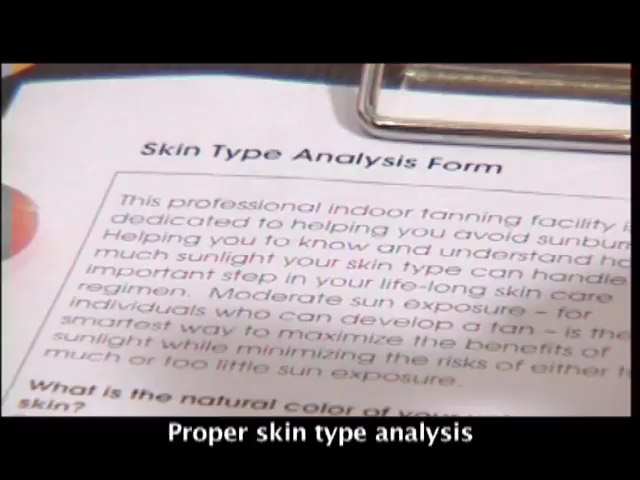 Skin Type Analysis Form
This professional indoor tanning facility
dedicated to helping you avoid sunburn
Helping you to know and understand
much sunlight your skin type can handle
important step in your life-long skin care
regimen. Moderate sun exposure – for
individuals who can develop a tan – is the
smartest way to maximize the benefits of
sunlight while minimizing the risks of either
much or too little sun exposure.
What is the natural color of your
skin?
Proper skin type analysis